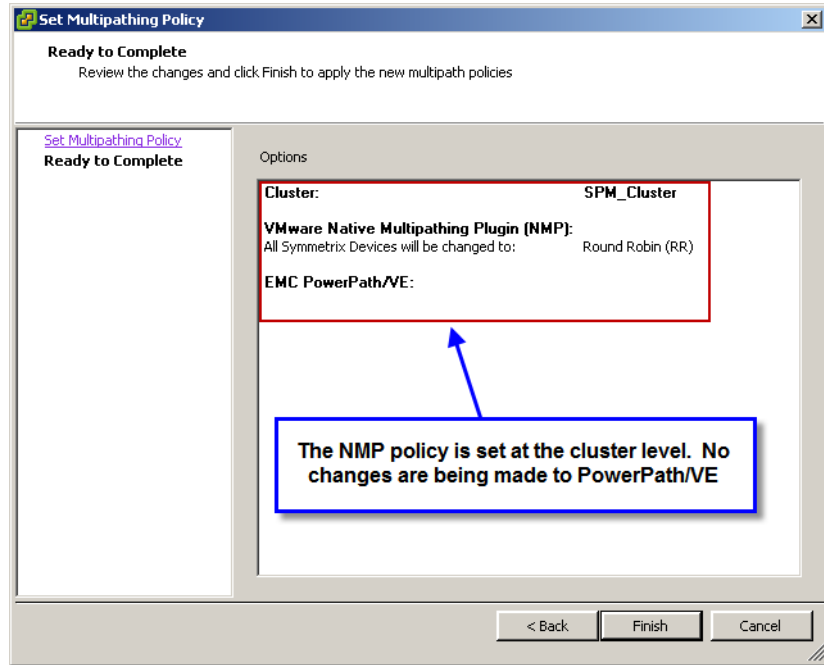 Set Multipathing Policy
Ready to Complete
Review the changes and click Finish to apply the new multipath policies
Set Multipathing Policy
Ready to Complete
Options
Cluster: SPM_Cluster
VMware Native Multipathing Plugin (NMP):
All Symmetrix Devices will be changed to: Round Robin (RR)
EMC PowerPath/VE:
The NMP policy is set at the cluster level. No
changes are being made to PowerPath/VE
< Back Finish Cancel